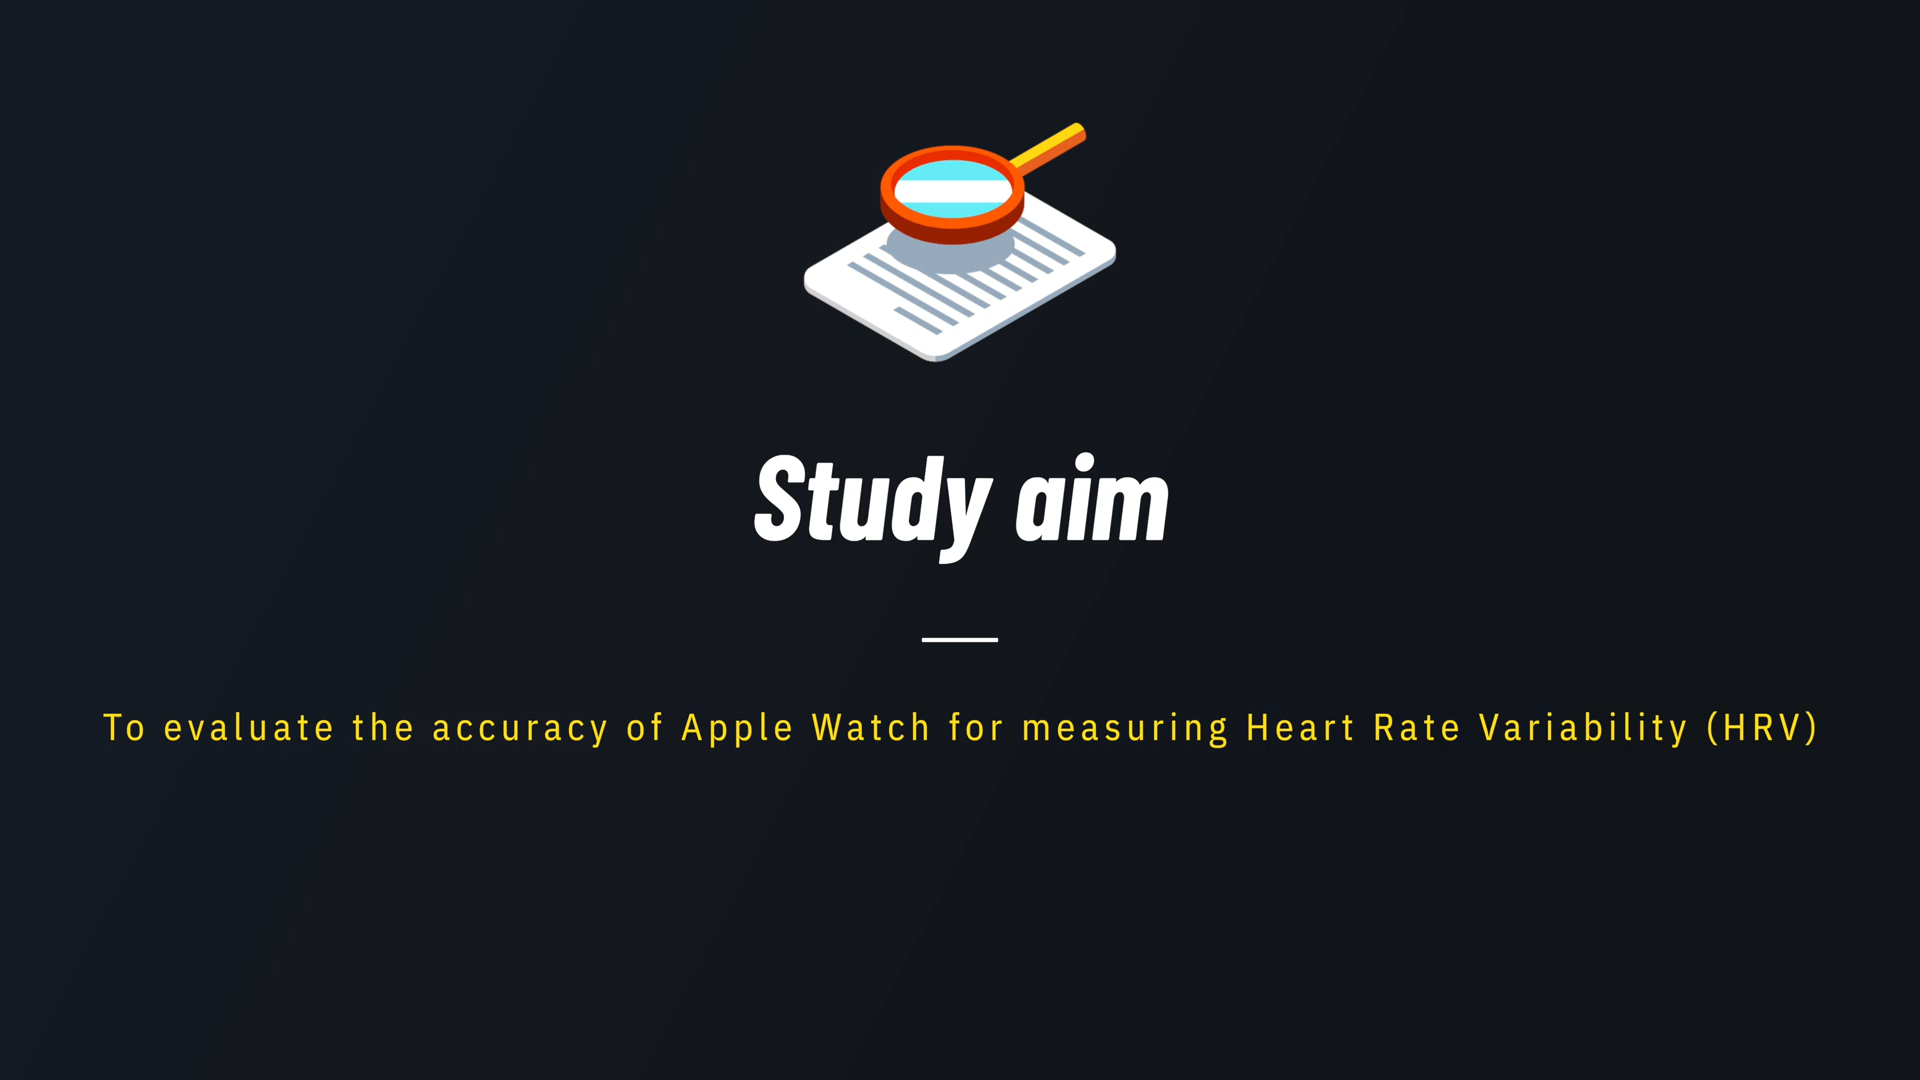 Study aim
To evaluate the accuracy of Apple Watch for measuring Heart Rate Variability (HRV)